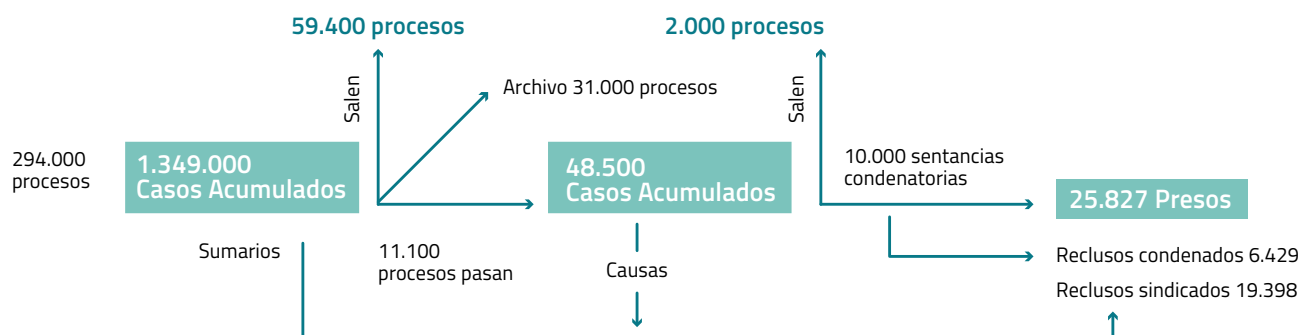 59.400 procesos
2.000 procesos
Salen
Archivo 31.000 procesos
Salen
294.000
procesos
1.349.000
Casos Acumulados
48.500
Casos Acumulados
10.000 sentancias
condenatorias
25.827 Presos
Sumarios
11.100
procesos pasan
Causas
Reclusos condenados 6.429
Reclusos sindicados 19.398